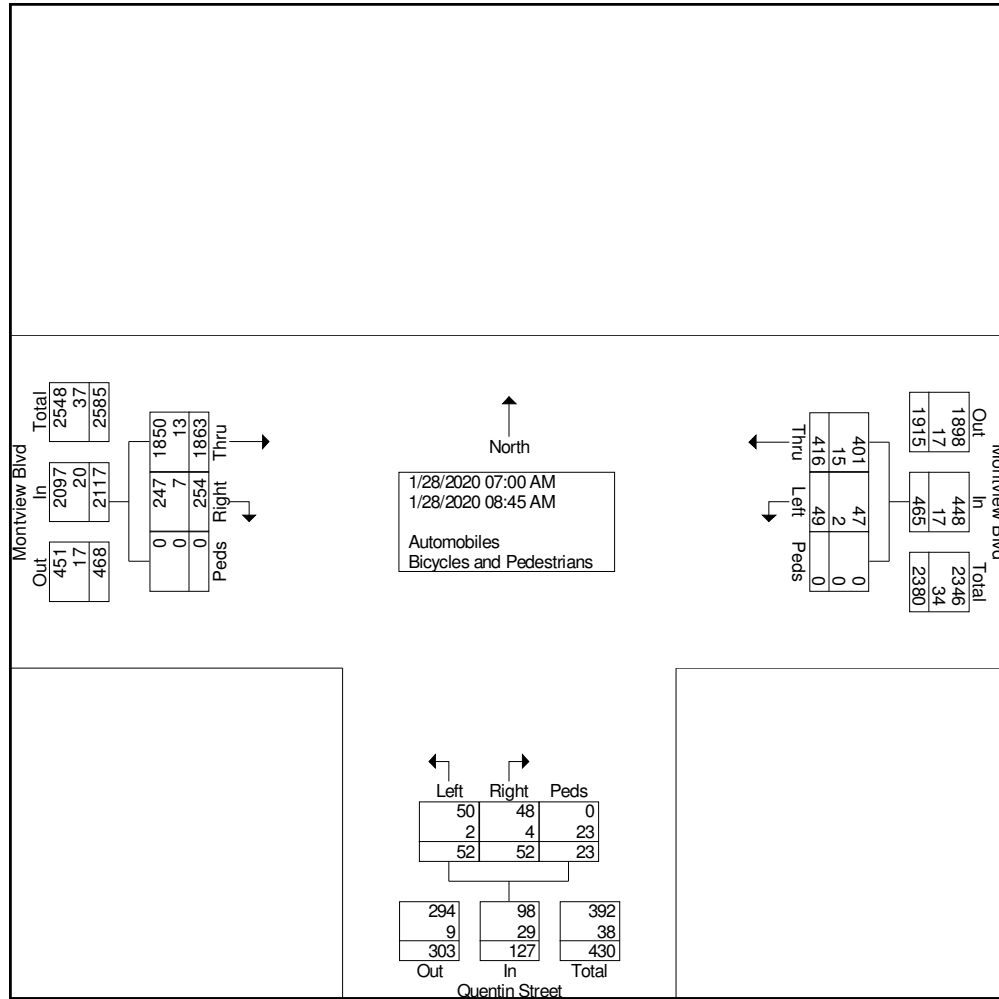 Montview Blvd
Out
In
Total
451
17
468
2097
20
2117
2548
37
2585
Peds
Right
Thru
0
0
0
247
7
254
1850
13
1863
North
1/28/2020 07:00 AM
1/28/2020 08:45 AM
Automobiles
Bicycles and Pedestrians
Thru
Left
Peds
401
15
416
47
2
49
0
0
0
Out
In
Total
1898
17
1915
448
17
465
2346
34
2380
Montview Blvd
Left Right Peds
50 48 0
2 4 23
52 52 23
294 98 392
9 29 38
303 127 430
Out In Total
Quentin Street